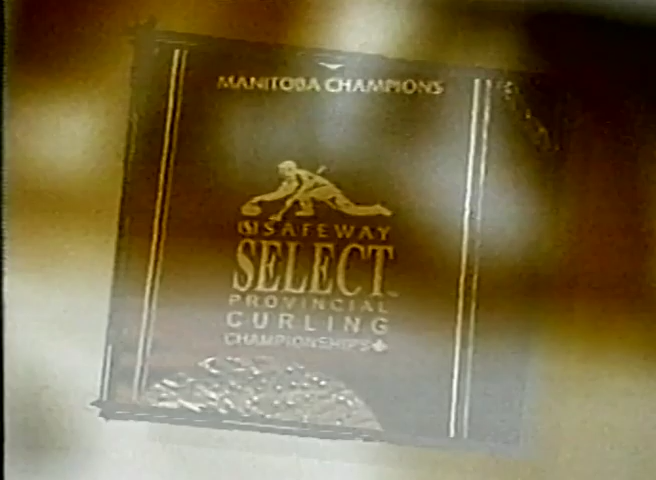 MANITOBA CHAMPIONS
SAFEWAY
SELECT
PROVINCIAL
CURLING
CHAMPIONSHIPS